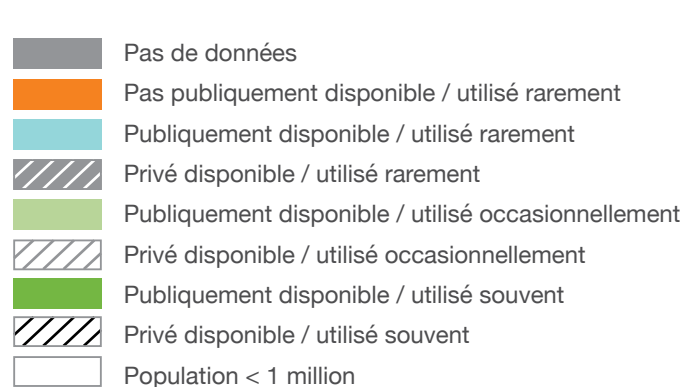 Pas de données
Pas publiquement disponible / utilisé rarement
Publiquement disponible / utilisé rarement
Privé disponible / utilisé rarement
Publiquement disponible / utilisé occasionnellement
Privé disponible / utilisé occasionnellement
Publiquement disponible / utilisé souvent
Privé disponible / utilisé souvent
Population < 1 million